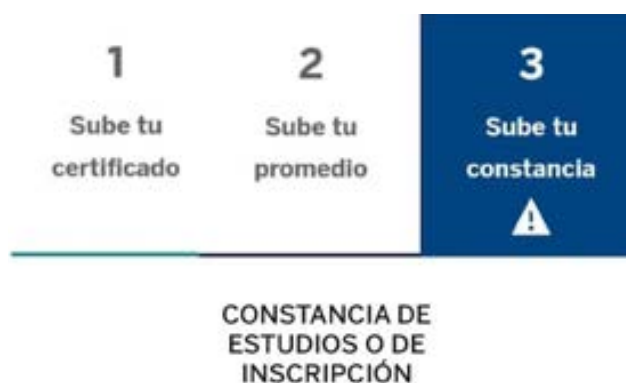 1
Sube tu
certificado
2
Sube tu
promedio
3
Sube tu
constancia
CONSTANCIA DE
ESTUDIOS O DE
INSCRIPCIÓN